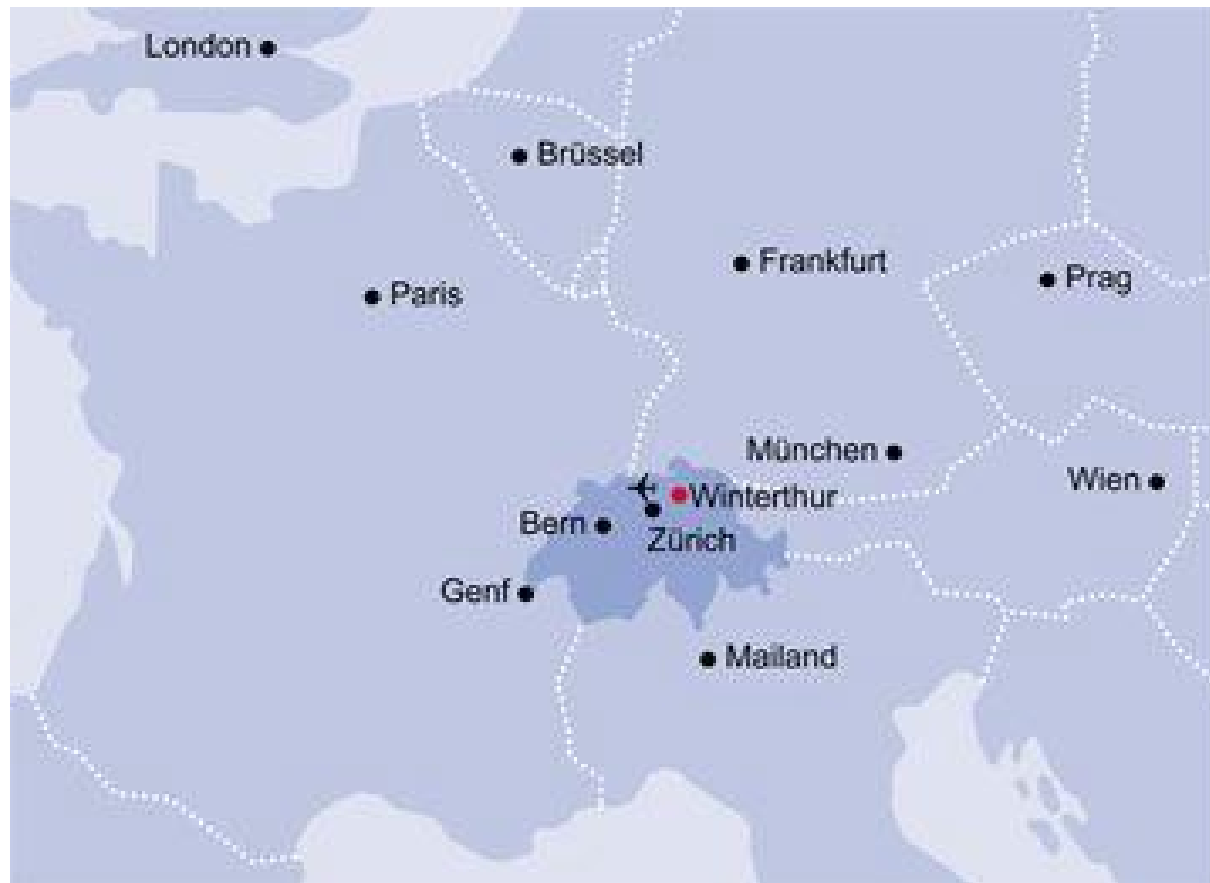 London
Brüssel
Frankfurt
Prag
Paris
München
Wien
Winterthur
Bern
Zürich
Genf
Mailand